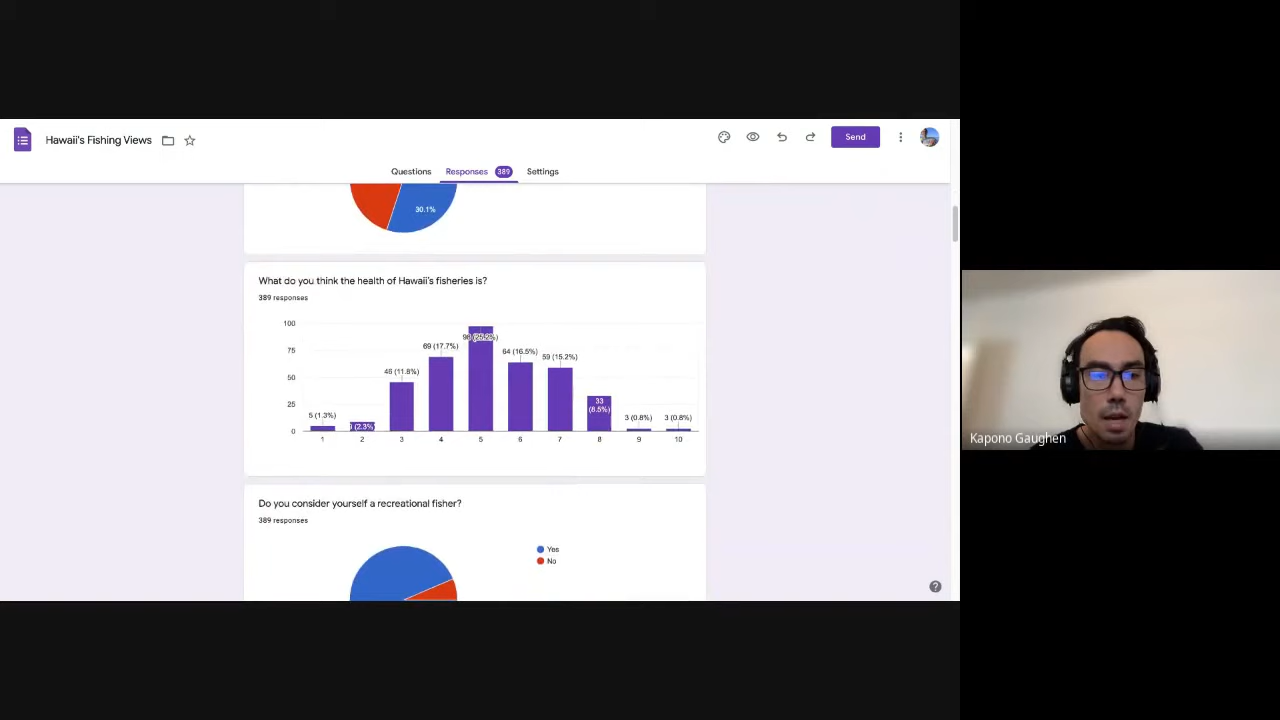 Hawaii's Fishing Views
Send
Questions Responses 389 Settings
30.1%
What do you think the health of Hawaii's fisheries is?
389 responses
100
75
50
25
0
5 (1.3%)
(2.3%)
46 (11.8%)
69 (17.7%)
64 (16.5%)
59 (15.2%)
33
(8.5%)
3 (0.8%)
3 (0.8%)
1 2 3 4 5 6 7 8 9 10
Do you consider yourself a recreational fisher?
389 responses
Yes
No
?
Kapono Gaughen